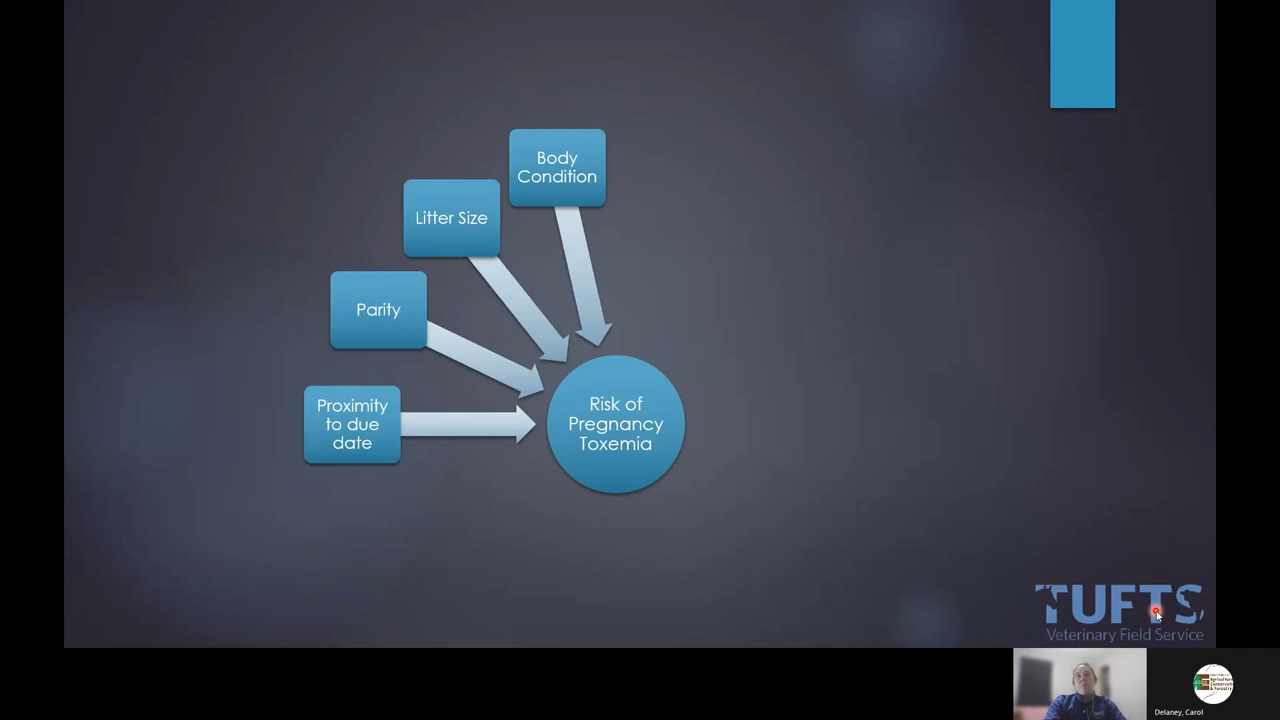 Body
Condition
Litter Size
Parity
Proximity
to due
date
Risk of
Pregnancy
Toxemia
TUFTS
Veterinary Field Service
Delaney, Carol